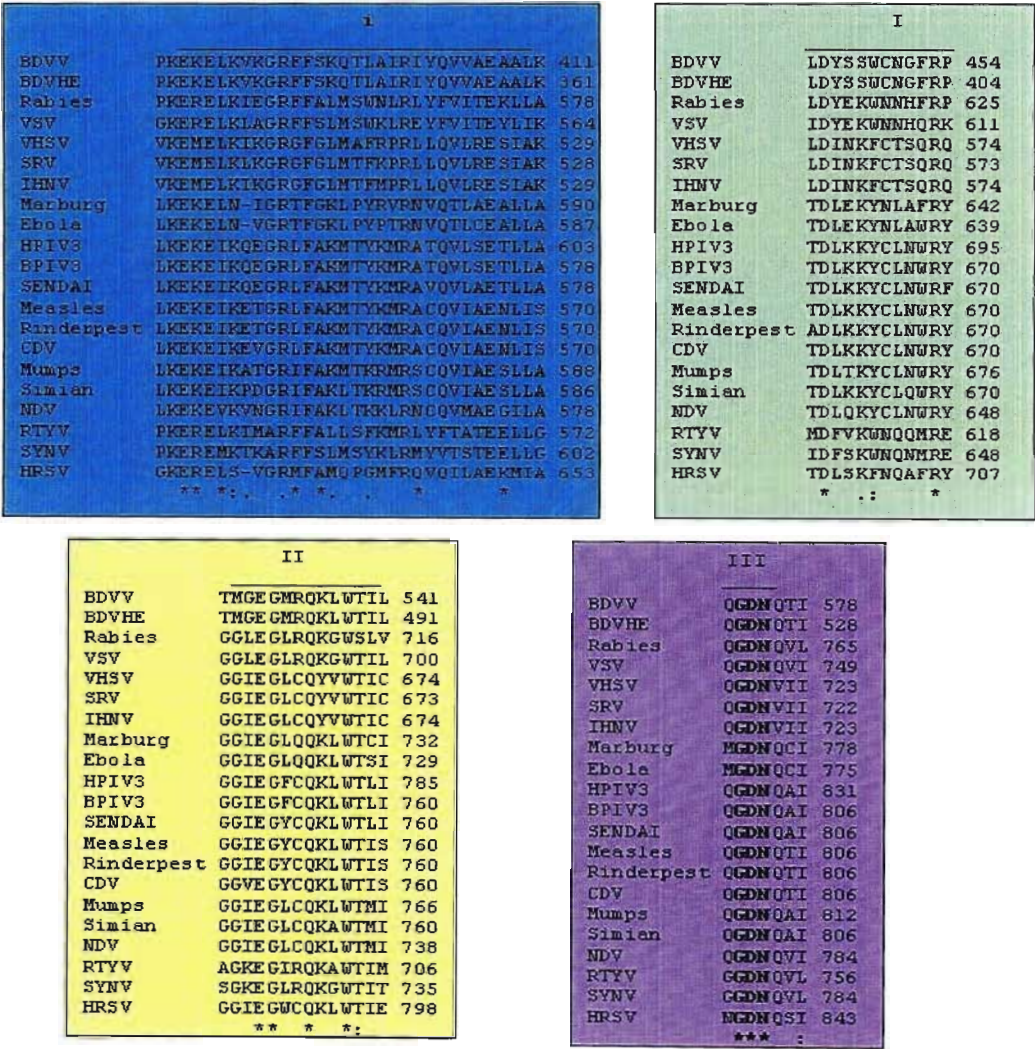 i
BDVV PKEKELKVKGRFFSKQTLAIRIYQVVAEAALK 411
BDVHE PKEKELKVKGRFFSKQTLAIRIYQVVAEAALK 361
Rabies PKERELKIEGRFFALMSWNLRLYFVITEKLLA 578
VSV GKERELKLAGRFFSLMSWKLREYFVITEYLIK 564
VHSV VKEMELKIKGRGFGLMAFRPRLLQVLRESIAK 529
SRV VKEMELKLKGRGFGLMTFMPRLLQVLRESIAK 528
IHNV VKEMELKIKGRGFGLMTFMPRLLQVLRESIAK 529
Marburg LKEKELN-IGRTFGKLPYRVRNVQTLAEALLA 590
Ebola LKEKELN-VGRTFGKLPYPTRNVQTLCEALLA 587
HPIV3 LKEKEIKQEGRLFAKMTYKMRATQVLSETLLA 603
BPIV3 LKEKEIKQEGRLFAKMTYKMRATQVLSETLLA 578
SENDAI LKEKEIKQEGRLFAKMTYKMRAVQVLAETLLA 578
Measles LKEKEIKETGRLFAKMTYKMRACQVIAENLIS 570
Rinderpest LKEKEIKETGRLFAKMTYKMRACQVIAENLIS 570
CDV LKEKEIKEVGRLFAKMTYKMRACQVIAENLIS 570
Mumps LKEKEIKATGRIFAKMTKRMRSCQVIAESLLA 588
Simian LKEKEIKPDGRIFAKLTKRMRSCQVIAESLLA 586
NDV LKEKEVKVNGRIFAKLTKKLRNCQVMAEGILA 578
RTYV PKERELKIMARFFALLSFKMRLYFTATEELLG 572
SYNV PKEREMKTKARFFSLMSYKLRMYVTSTEELLG 602
HRSV GKERELS-VGRMFAMQPGMFRQVQILAEKMIA 653
** *:. .* *. . * *
I
BDVV LDYSSWCNGFRP 454
BDVHE LDYSSWCNGFRP 404
Rabies LDYEKWNNHFRP 625
VSV IDYEKWNNHQRK 611
VHSV LDINKFCTSQRQ 574
SRV LDINKFCTSQRQ 573
IHNV LDINKFCTSQRQ 574
Marburg TDLEKYNLAFRY 642
Ebola TDLEKYNLAWRY 639
HPIV3 TDLKKYCLNWRY 695
BPIV3 TDLKKYCLNWRY 670
SENDAI TDLKKYCLNWRF 670
Measles TDLKKYCLNWRY 670
Rinderpest ADLKKYCLNWRY 670
CDV TDLKKYCLNWRY 670
Mumps TDLTKYCLNWRY 676
Simian TDLKKYCLQWRY 670
NDV TDLQKYCLNWRY 648
RTYV MDFVKWNQQMRE 618
SYNV IDFSKWNQNMRE 648
HRSV TDLSKFNQAFRY 707
* .: *
II
BDVV TMGEGMRQKLWTIL 541
BDVHE TMGEGMRQKLWTIL 491
Rabies GGLEGLRQKGWSLV 716
VSV GGLEGLRQKGWTIL 700
VHSV GGIEGLCQYVWTIC 674
SRV GGIEGLCQYVWTIC 673
IHNV GGIEGLCQYVWTIC 674
Marburg GGIEGLQQKLWTCI 732
Ebola GGIEGLQQKLWTSI 729
HPIV3 GGIEGFCQKLWTLI 785
BPIV3 GGIEGFCQKLWTLI 760
SENDAI GGIEGYCQKLWTLI 760
Measles GGIEGYCQKLWTIS 760
Rinderpest GGIEGYCQKLWTIS 760
CDV GGVEGYCQKLWTIS 760
Mumps GGIEGLCQKLWTMI 766
Simian GGIEGLCQKAWTMI 760
NDV GGIEGLCQKLWTMI 738
RTYV AGKEGIRQKAWTIM 706
SYNV SGKEGLRQKGWTIT 735
HRSV GGIEGWCQKLWTIE 798
** * *:
III
BDVV QGDNQTI 578
BDVHE QGDNQTI 528
Rabies QGDNQVL 765
VSV QGDNQVI 749
VHSV QGDNVII 723
SRV QGDNVII 722
IHNV QGDNVII 723
Marburg MGDNQCI 778
Ebola MGDNQCI 775
HPIV3 QGDNQAI 831
BPIV3 QGDNQAI 806
SENDAI QGDNQAI 806
Measles QGDNQTI 806
Rinderpest QGDNQTI 806
CDV QGDNQTI 806
Mumps QGDNQAI 812
Simian QGDNQAI 806
NDV QGDNQVI 784
RTYV GGDNQVL 756
SYNV GGDNQVL 784
HRSV NGDNQSI 843
*** :